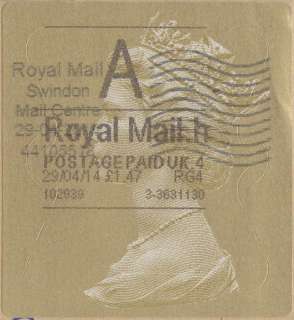 A
Royal Mail
Swindon
Mail Centre
Royal Mail.h
POSTAGE PAID UK 4
29/04/14 £1.47 RG4
102939 3-3631130